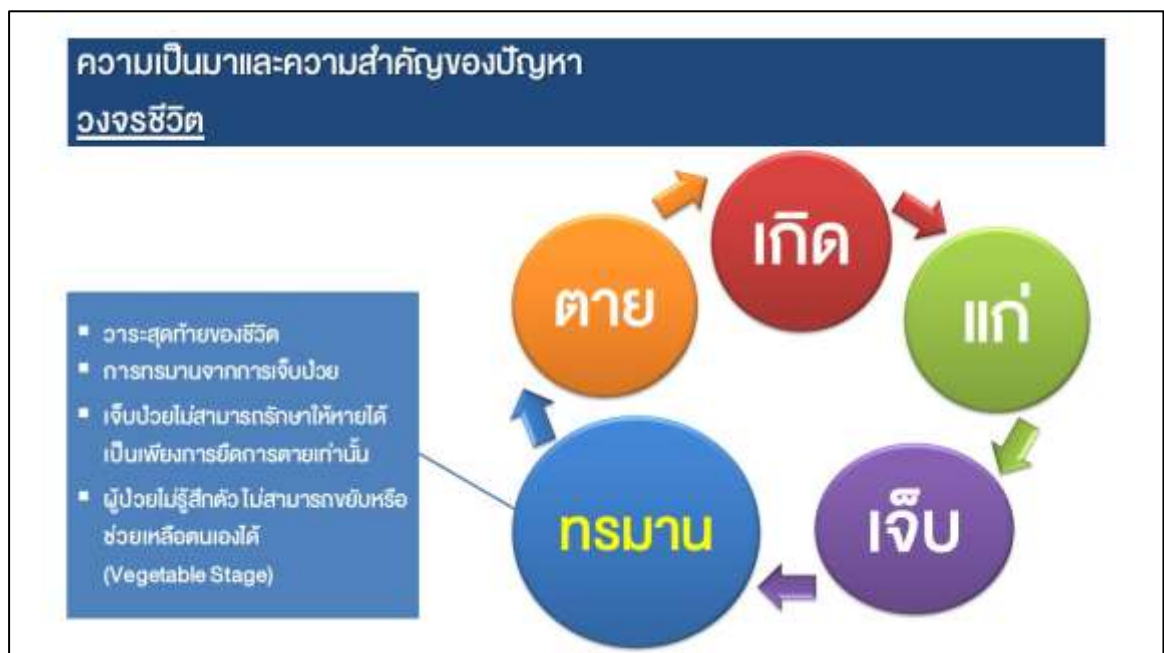 ความเป็นมาและความสำคัญของปัญหา
วงจรชีวิต
เกิด
แก่
เจ็บ
ทรมาน
ตาย
▪ วาระสุดท้ายของชีวิต
▪ การทรมานจากการเจ็บป่วย
▪ เจ็บป่วยไม่สามารถรักษาให้หายได้
เป็นเพียงการยืดการตายเท่านั้น
▪ ผู้ป่วยไม่รู้สึกตัว ไม่สามารถขยับหรือ
ช่วยเหลือตนเองได้
(Vegetable Stage)